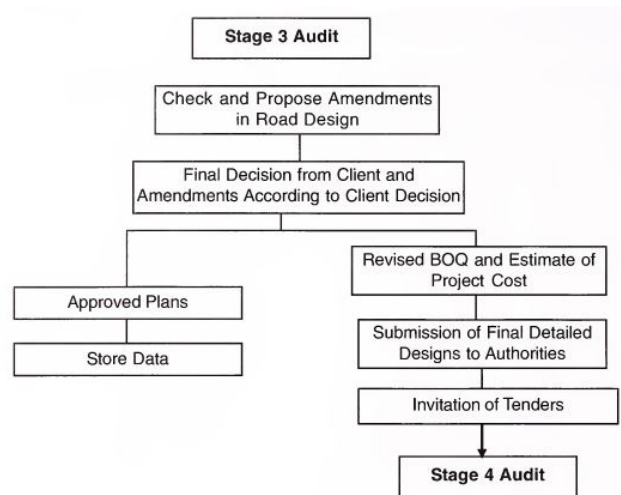 Stage 3 Audit
Check and Propose Amendments
in Road Design
Final Decision from Client and
Amendments According to Client Decision
Approved Plans
Store Data
Revised BOQ and Estimate of
Project Cost
Submission of Final Detailed
Designs to Authorities
Invitation of Tenders
Stage 4 Audit